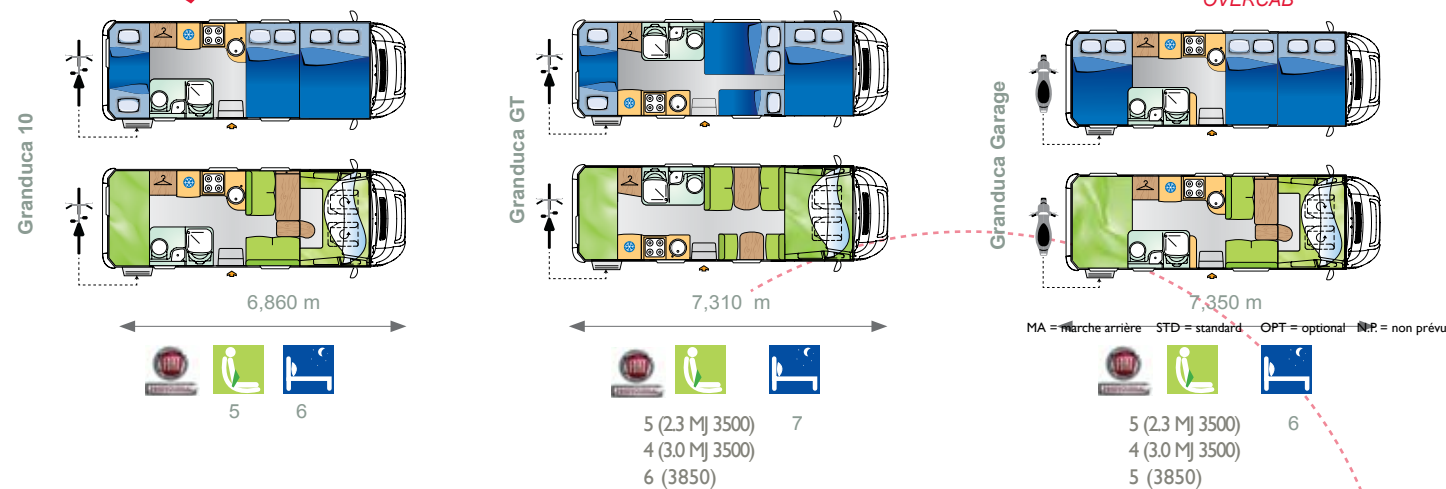 OVERCAB
Granduca 10
Granduca GT
Granduca Garage
6,860 m
7,310 m
7,350 m
MA = marche arrière STD = standard OPT = optional N.P. = non prévu
5
6
5 (2.3 MJ 3500)
4 (3.0 MJ 3500)
6 (3850)
7
5 (2.3 MJ 3500)
4 (3.0 MJ 3500)
5 (3850)
6